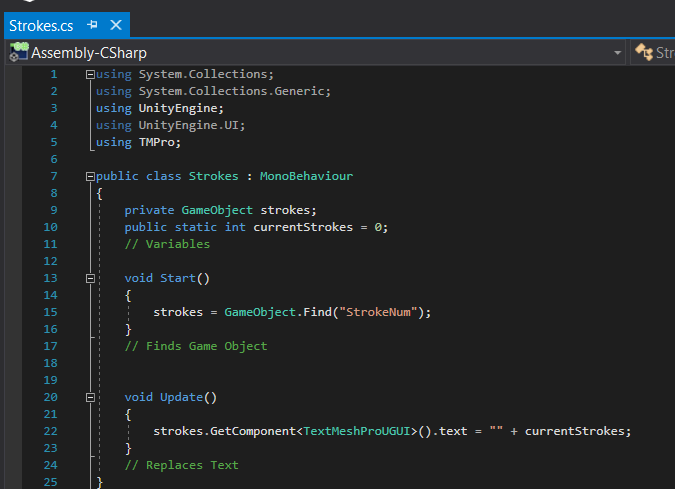 Strokes.cs
Assembly-CSharp
Str
1 using System.Collections;
2 using System.Collections.Generic;
3 using UnityEngine;
4 using UnityEngine.UI;
5 using TMPro;
6
7 public class Strokes : MonoBehaviour
8 {
9 private GameObject strokes;
10 public static int currentStrokes = 0;
11 // Variables
12
13 void Start()
14 {
15 strokes = GameObject.Find("StrokeNum");
16 }
17 // Finds Game Object
18
19
20 void Update()
21 {
22 strokes.GetComponent<TextMeshProUGUI>().text = "" + currentStrokes;
23 }
24 // Replaces Text
25 }